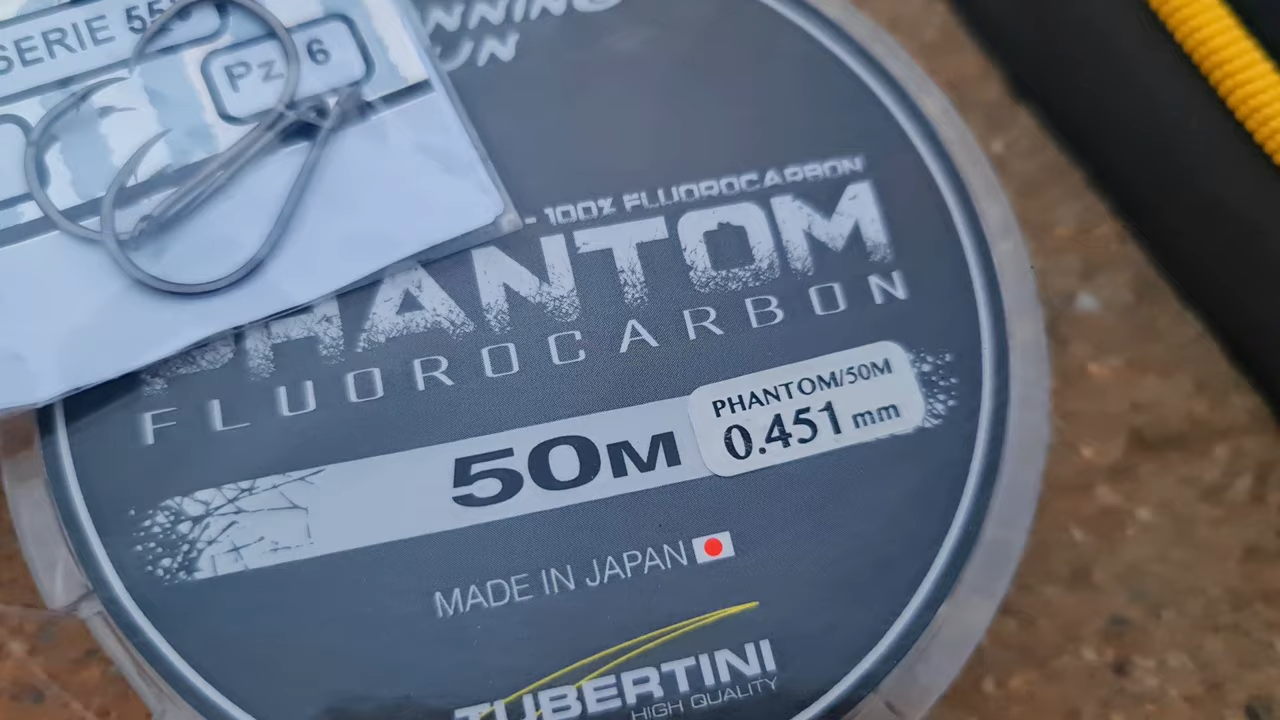 SERIE
Pz 6
- 100% FLUOROCARBON
PHANTOM
FLUOROCARBON
50M
PHANTOM/50M
0.451 mm
MADE IN JAPAN
TUBERTINI
HIGH QUALITY